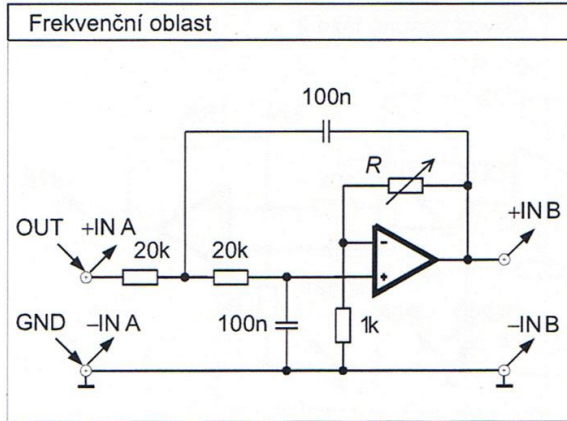 Frekvenční oblast
100n
R
OUT +IN A
20k 20k
+IN B
-
+
GND –IN A
100n
1k
–IN B